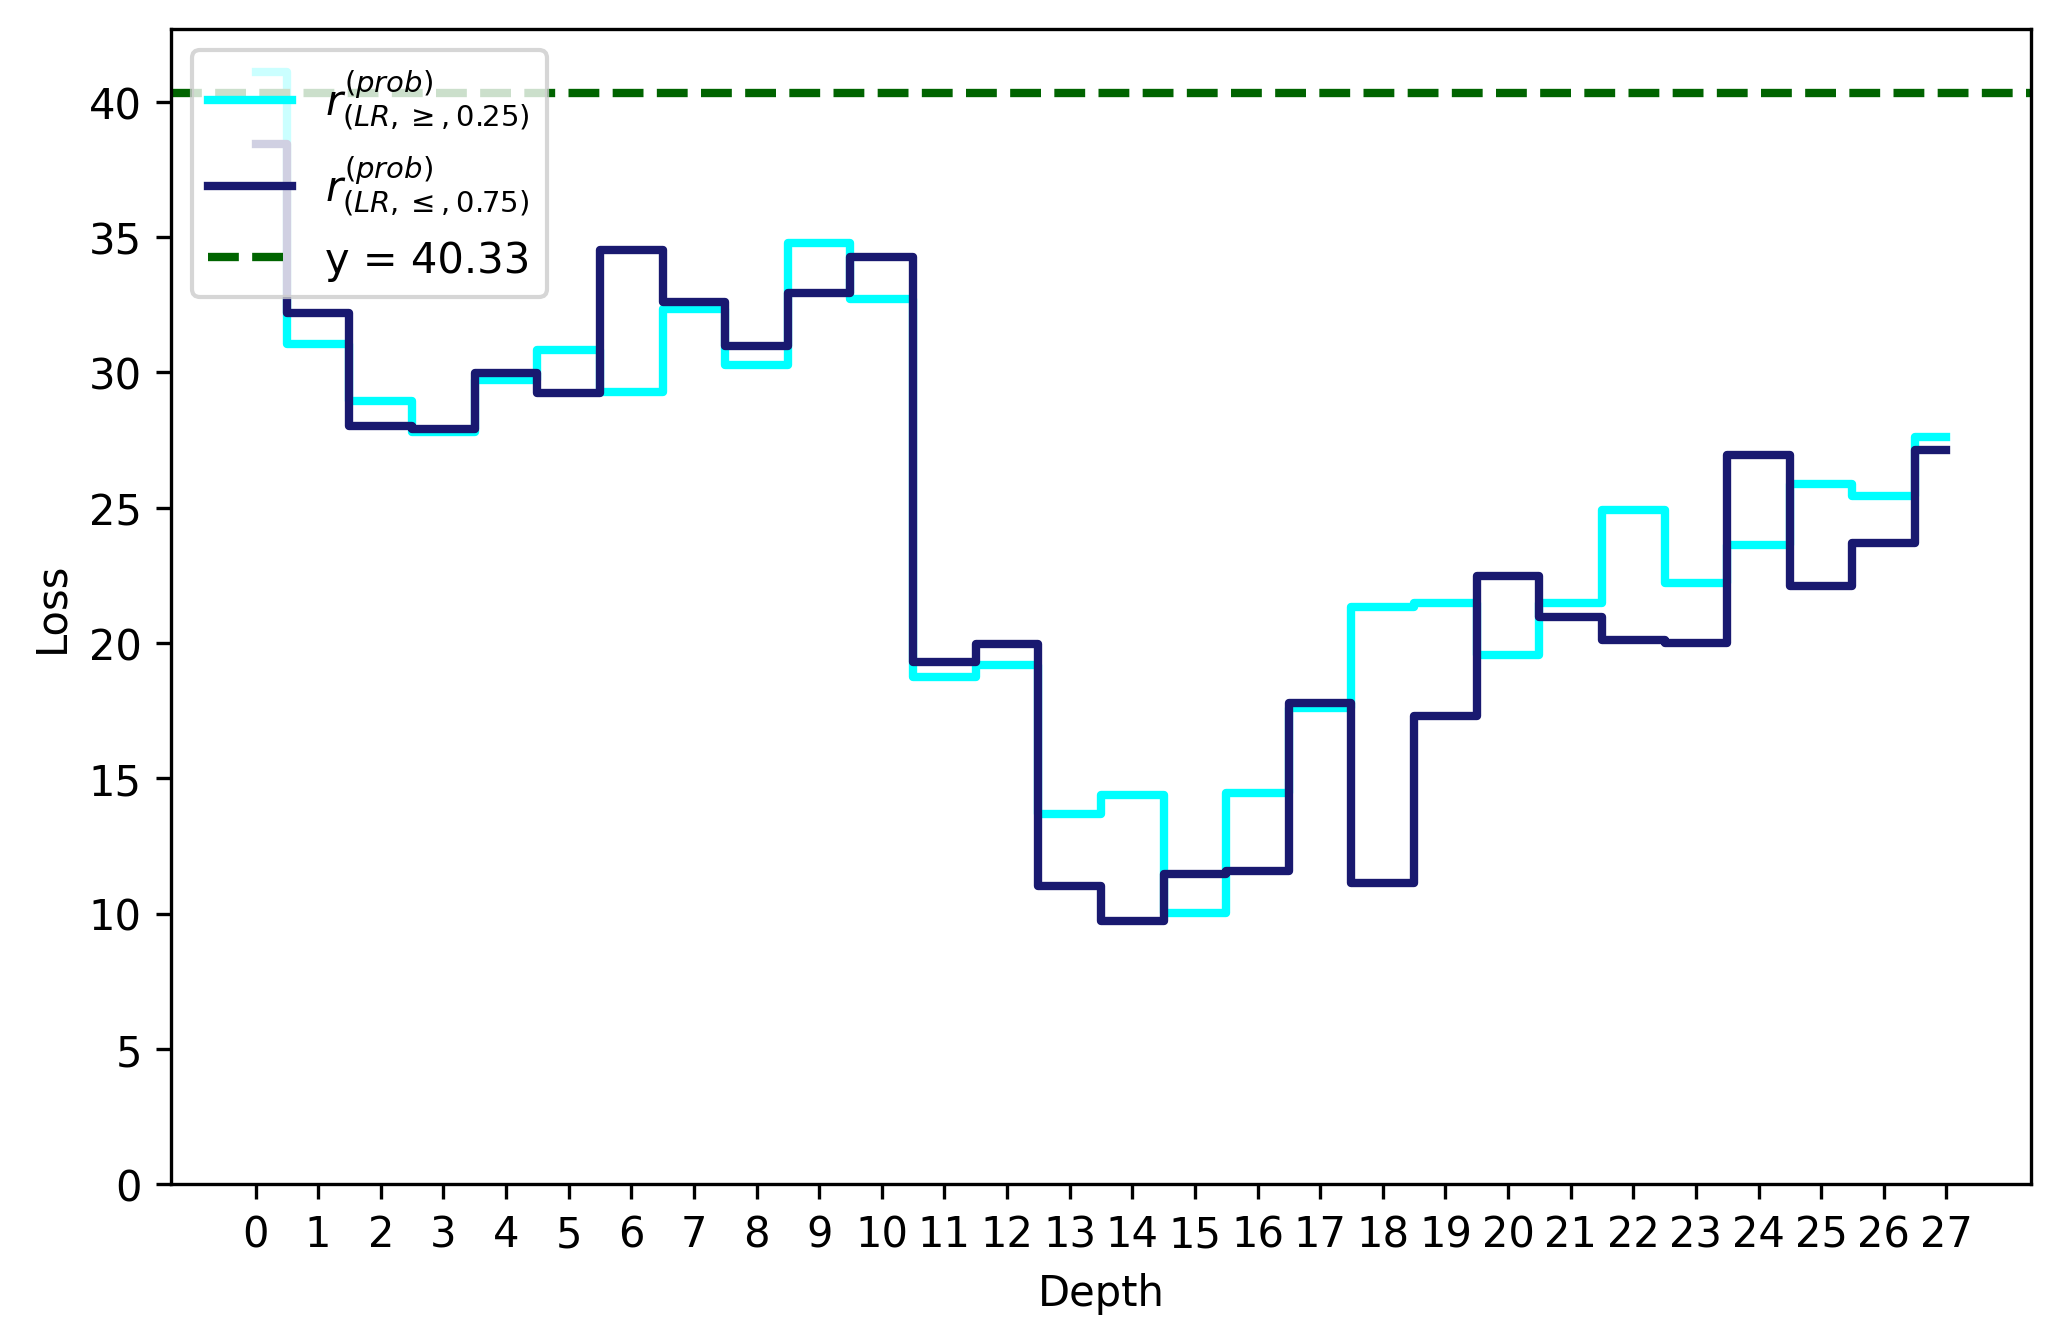 r(LR, ≥, 0.25)^(prob)
r(LR, ≤, 0.75)^(prob)
y = 40.33
40
35
30
25
20
15
10
5
0
Loss
0 1 2 3 4 5 6 7 8 9 10 11 12 13 14 15 16 17 18 19 20 21 22 23 24 25 26 27
Depth